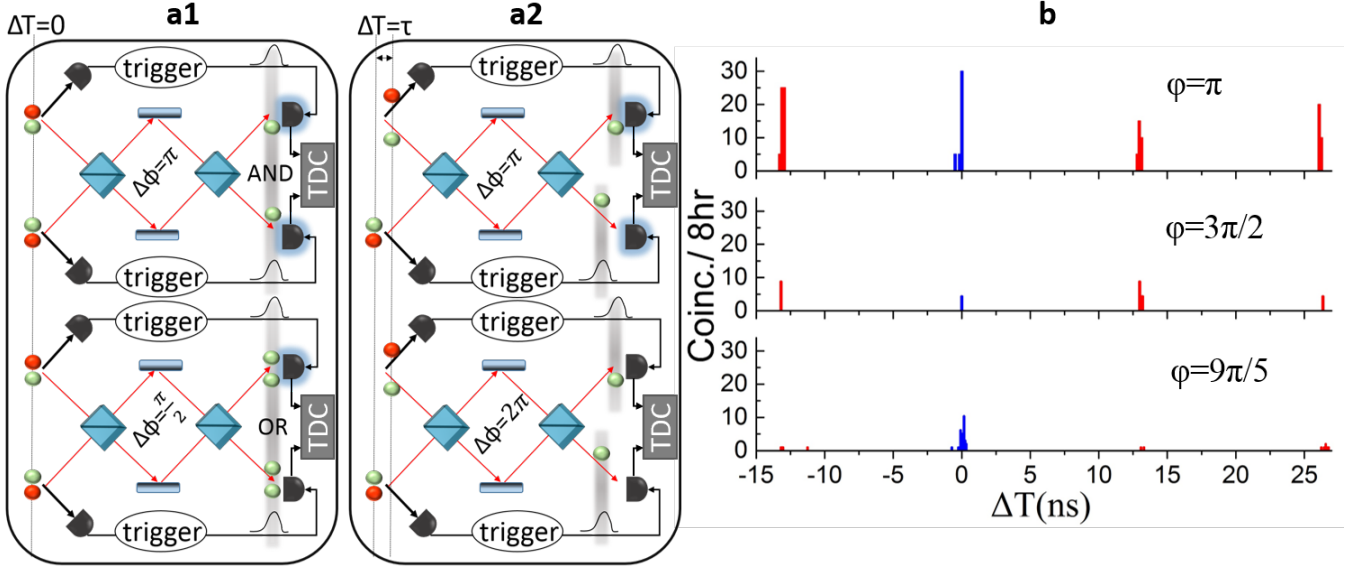 a1
a2
b
ΔT=0
ΔT=τ
trigger
Δϕ=π
AND
TDC
trigger
trigger
Δϕ=π/2
OR
TDC
trigger
trigger
Δϕ=π
TDC
trigger
trigger
Δϕ=2π
TDC
trigger
Coinc./ 8hr
30
20
10
0
φ=π
30
20
10
0
φ=3π/2
30
20
10
0
φ=9π/5
-15 -10 -5 0 5 10 15 20 25
ΔT(ns)